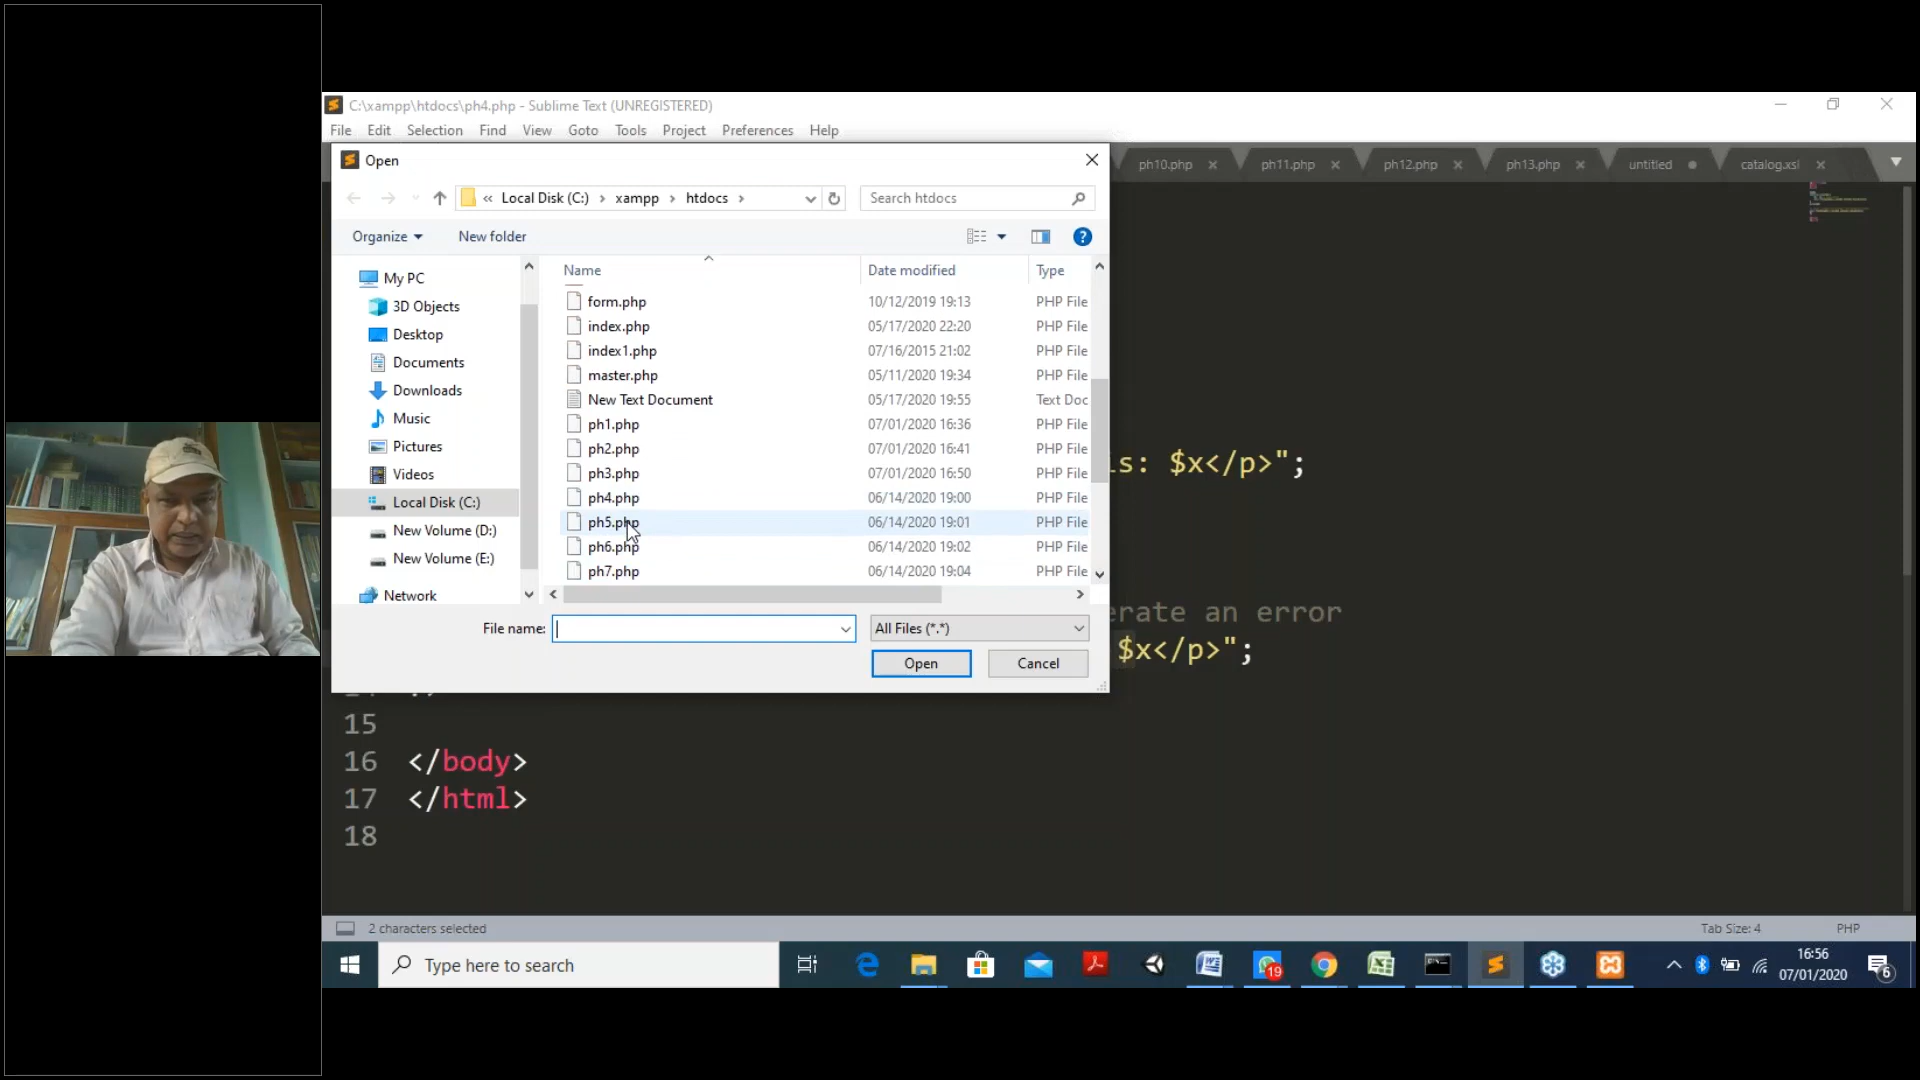 C:\xampp\htdocs\ph4.php - Sublime Text (UNREGISTERED)
File Edit Selection Find View Goto Tools Project Preferences Help
Open
ph10.php ph11.php ph12.php ph13.php untitled catalog.xsl
« Local Disk (C:) › xampp › htdocs ›
Search htdocs
Organize New folder
My PC
3D Objects
Desktop
Documents
Downloads
Music
Pictures
Videos
Local Disk (C:)
New Volume (D:)
New Volume (E:)
Network
Name Date modified Type
form.php 10/12/2019 19:13 PHP File
index.php 05/17/2020 22:20 PHP File
index1.php 07/16/2015 21:02 PHP File
master.php 05/11/2020 19:34 PHP File
New Text Document 05/17/2020 19:55 Text Doc
ph1.php 07/01/2020 16:36 PHP File
ph2.php 07/01/2020 16:41 PHP File
ph3.php 07/01/2020 16:50 PHP File
ph4.php 06/14/2020 19:00 PHP File
ph5.php 06/14/2020 19:01 PHP File
ph6.php 06/14/2020 19:02 PHP File
ph7.php 06/14/2020 19:04 PHP File
File name:
All Files (*.*)
Open Cancel
is: $x</p>";
an error
$x</p>";
15
16 </body>
17 </html>
18
2 characters selected
Tab Size: 4 PHP
Type here to search
19
16:56
07/01/2020
6